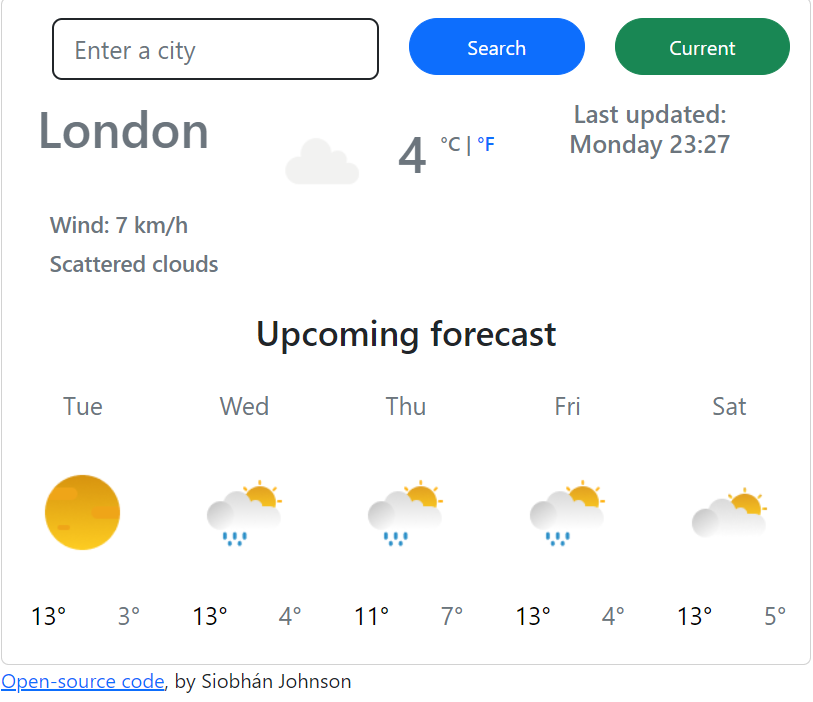 Enter a city
Search
Current
London
4 °C | °F
Last updated:
Monday 23:27
Wind: 7 km/h
Scattered clouds
Upcoming forecast
Tue Wed Thu Fri Sat
13° 3° 13° 4° 11° 7° 13° 4° 13° 5°
Open-source code, by Siobhán Johnson